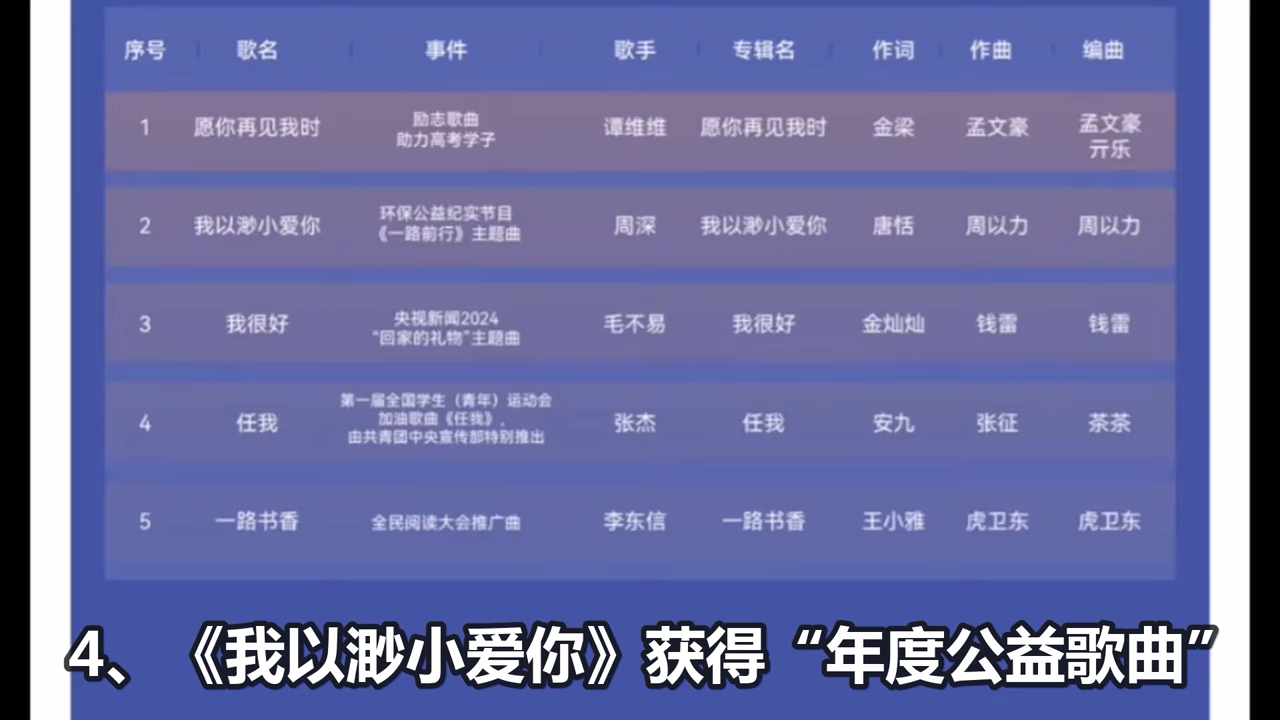 序号 歌名 事件 歌手 专辑名 作词 作曲 编曲
1 愿你再见我时 励志歌曲 助力高考学子 谭维维 愿你再见我时 金梁 孟文豪 孟文豪 亓乐
2 我以渺小爱你 环保公益纪实节目 《一路前行》主题曲 周深 我以渺小爱你 唐恬 周以力 周以力
3 我很好 央视新闻2024 “回家的礼物”主题曲 毛不易 我很好 金灿灿 钱雷 钱雷
4 任我 第一届全国学生（青年）运动会 加油歌曲《任我》, 由共青团中央宣传部特别推出 张杰 任我 安九 张征 荼荼
5 一路书香 全民阅读大会推广曲 李东信 一路书香 王小雅 虎卫东 虎卫东
4、《我以渺小爱你》获得“年度公益歌曲”